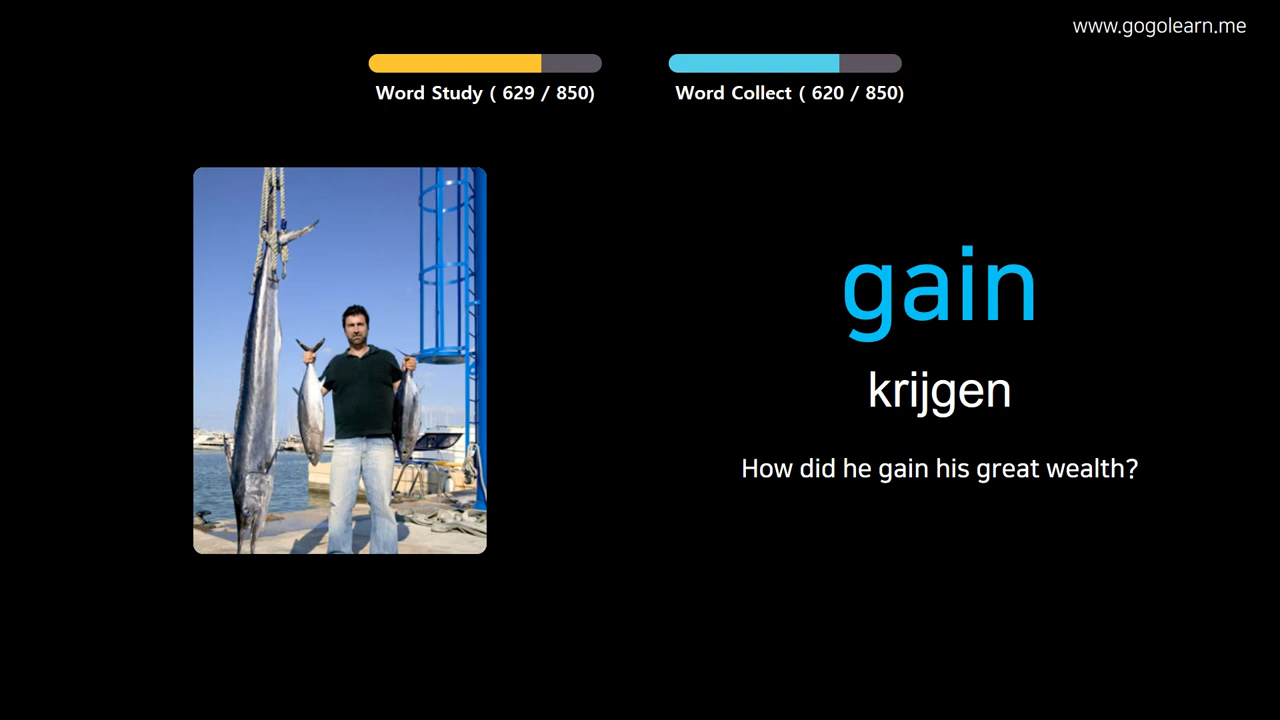 www.gogolearn.me
Word Study ( 629 / 850)
Word Collect ( 620 / 850)
gain
krijgen
How did he gain his great wealth?